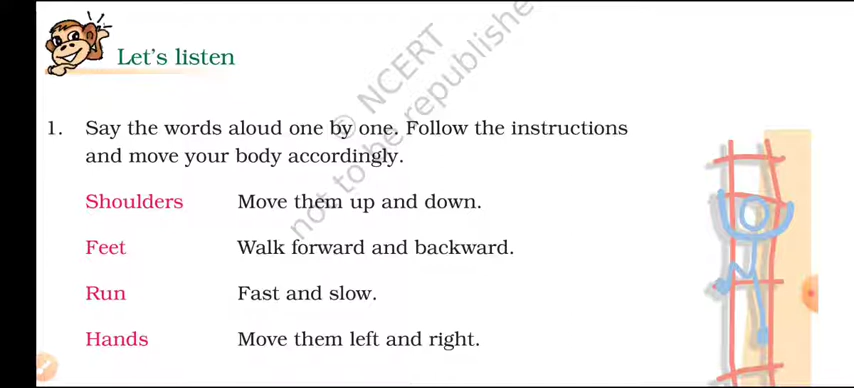 Let's listen
© NCERT
not to be republishe
1. Say the words aloud one by one. Follow the instructions
and move your body accordingly.
Shoulders Move them up and down.
Feet Walk forward and backward.
Run Fast and slow.
Hands Move them left and right.